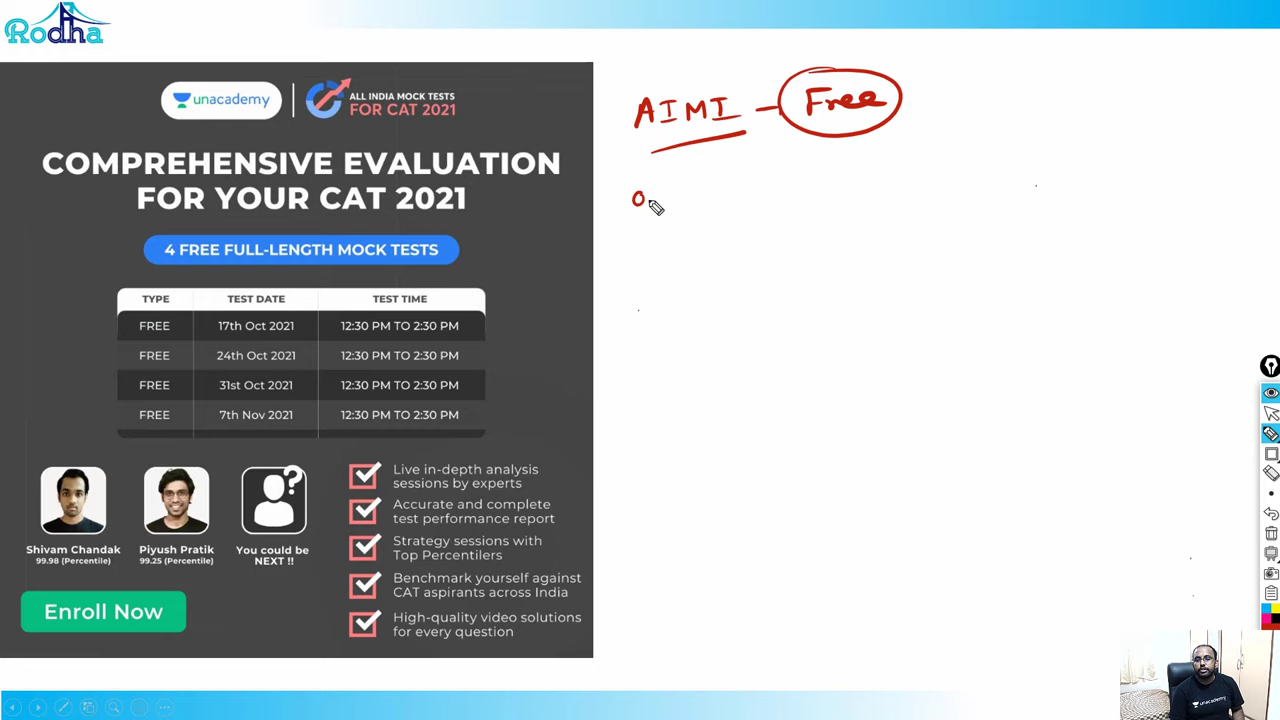 Rodha
unacademy
ALL INDIA MOCK TESTS
FOR CAT 2021
COMPREHENSIVE EVALUATION
FOR YOUR CAT 2021
4 FREE FULL-LENGTH MOCK TESTS
TYPE TEST DATE TEST TIME
FREE 17th Oct 2021 12:30 PM TO 2:30 PM
FREE 24th Oct 2021 12:30 PM TO 2:30 PM
FREE 31st Oct 2021 12:30 PM TO 2:30 PM
FREE 7th Nov 2021 12:30 PM TO 2:30 PM
Shivam Chandak
99.98 (Percentile)
Piyush Pratik
99.25 (Percentile)
You could be
NEXT !!
Enroll Now
Live in-depth analysis
sessions by experts
Accurate and complete
test performance report
Strategy sessions with
Top Percentilers
Benchmark yourself against
CAT aspirants across India
High-quality video solutions
for every question
AIMI - Free
0
unacademy